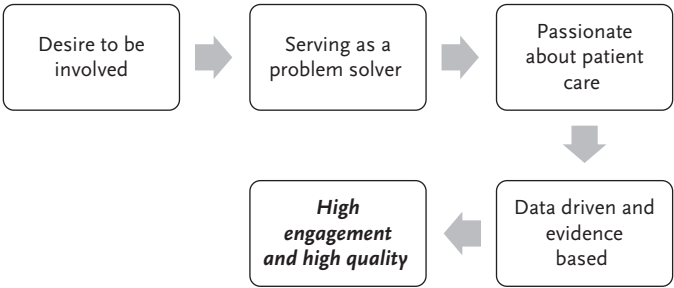 Desire to be
involved
Serving as a
problem solver
Passionate
about patient
care
Data driven and
evidence
based
High
engagement
and high quality